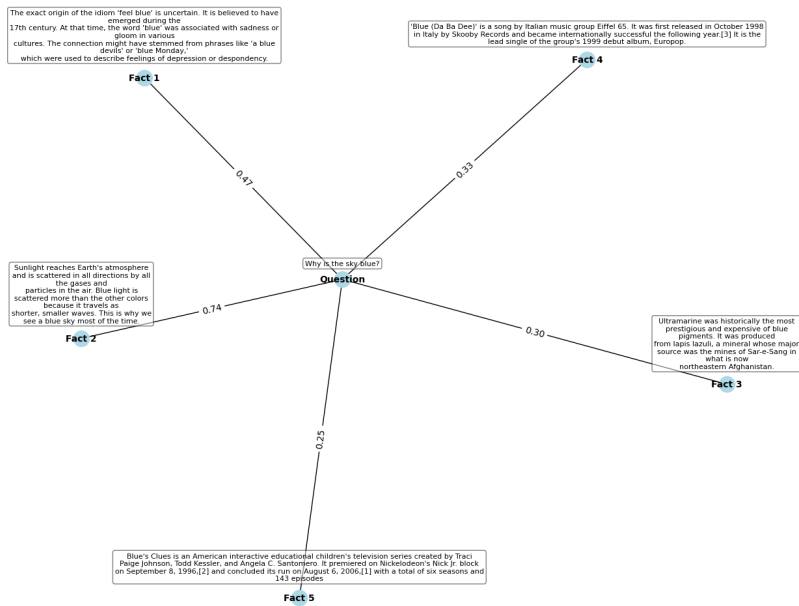 The exact origin of the idiom 'feel blue' is uncertain. It is believed to have
emerged during the
17th century. At that time, the word 'blue' was associated with sadness or
gloom in various
cultures. The connection might have stemmed from phrases like 'a blue
devils' or 'blue Monday,'
which were used to describe feelings of depression or despondency.
Fact 1
'Blue (Da Ba Dee)' is a song by Italian music group Eiffel 65. It was first released in October 1998
in Italy by Skooby Records and became internationally successful the following year.[3] It is the
lead single of the group's 1999 debut album, Europop.
Fact 4
0.47
0.33
Why is the sky blue?
Question
Sunlight reaches Earth's atmosphere
and is scattered in all directions by all
the gases and
particles in the air. Blue light is
scattered more than the other colors
because it travels as
shorter, smaller waves. This is why we
see a blue sky most of the time.
Fact 2
0.74
0.30
Ultramarine was historically the most
prestigious and expensive of blue
pigments. It was produced
from lapis lazuli, a mineral whose major
source was the mines of Sar-e-Sang in
what is now
northeastern Afghanistan.
Fact 3
0.25
Blue's Clues is an American interactive educational children's television series created by Traci
Paige Johnson, Todd Kessler, and Angela C. Santomero. It premiered on Nickelodeon's Nick Jr. block
on September 8, 1996,[2] and concluded its run on August 6, 2006,[1] with a total of six seasons and
143 episodes
Fact 5